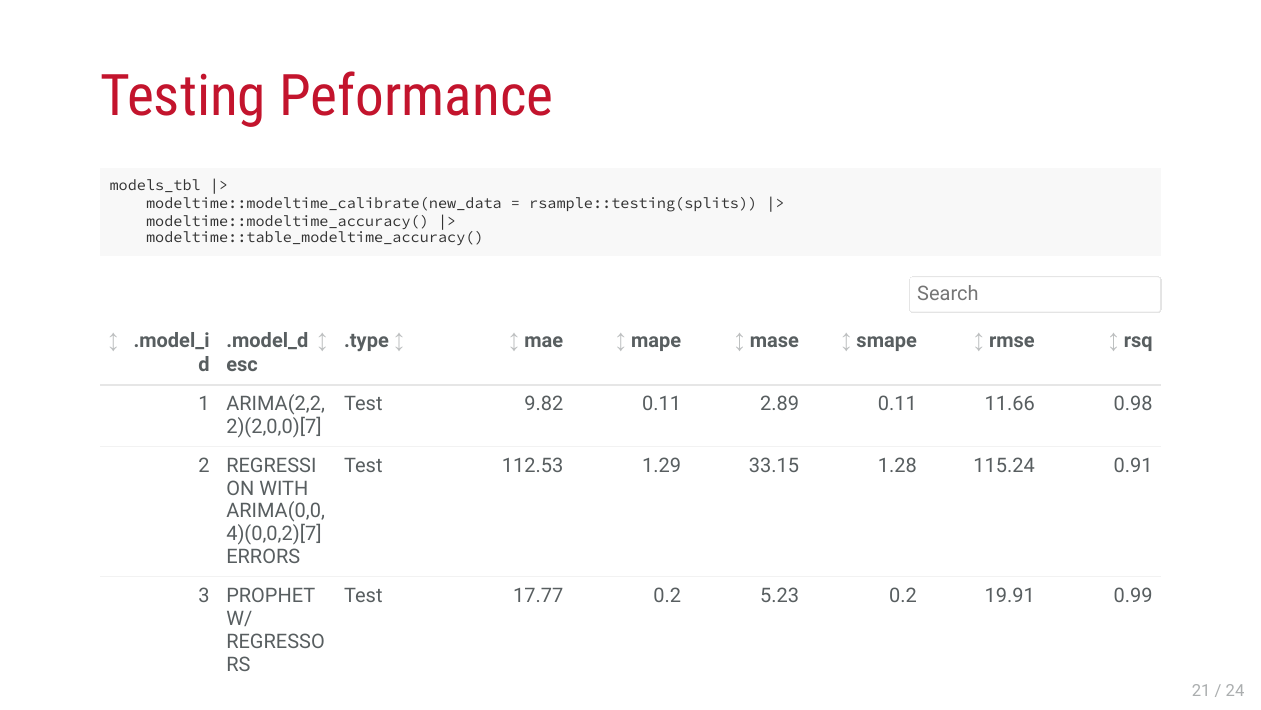 Testing Peformance
models_tbl |>
    modeltime::modeltime_calibrate(new_data = rsample::testing(splits)) |>
    modeltime::modeltime_accuracy() |>
    modeltime::table_modeltime_accuracy()
Search
.model_i .model_d .type mae mape mase smape rmse rsq
d esc
1 ARIMA(2,2, Test 9.82 0.11 2.89 0.11 11.66 0.98
2)(2,0,0)[7]
2 REGRESSI Test 112.53 1.29 33.15 1.28 115.24 0.91
ON WITH
ARIMA(0,0,
4)(0,0,2)[7]
ERRORS
3 PROPHET Test 17.77 0.2 5.23 0.2 19.91 0.99
W/
REGRESSO
RS
21 / 24